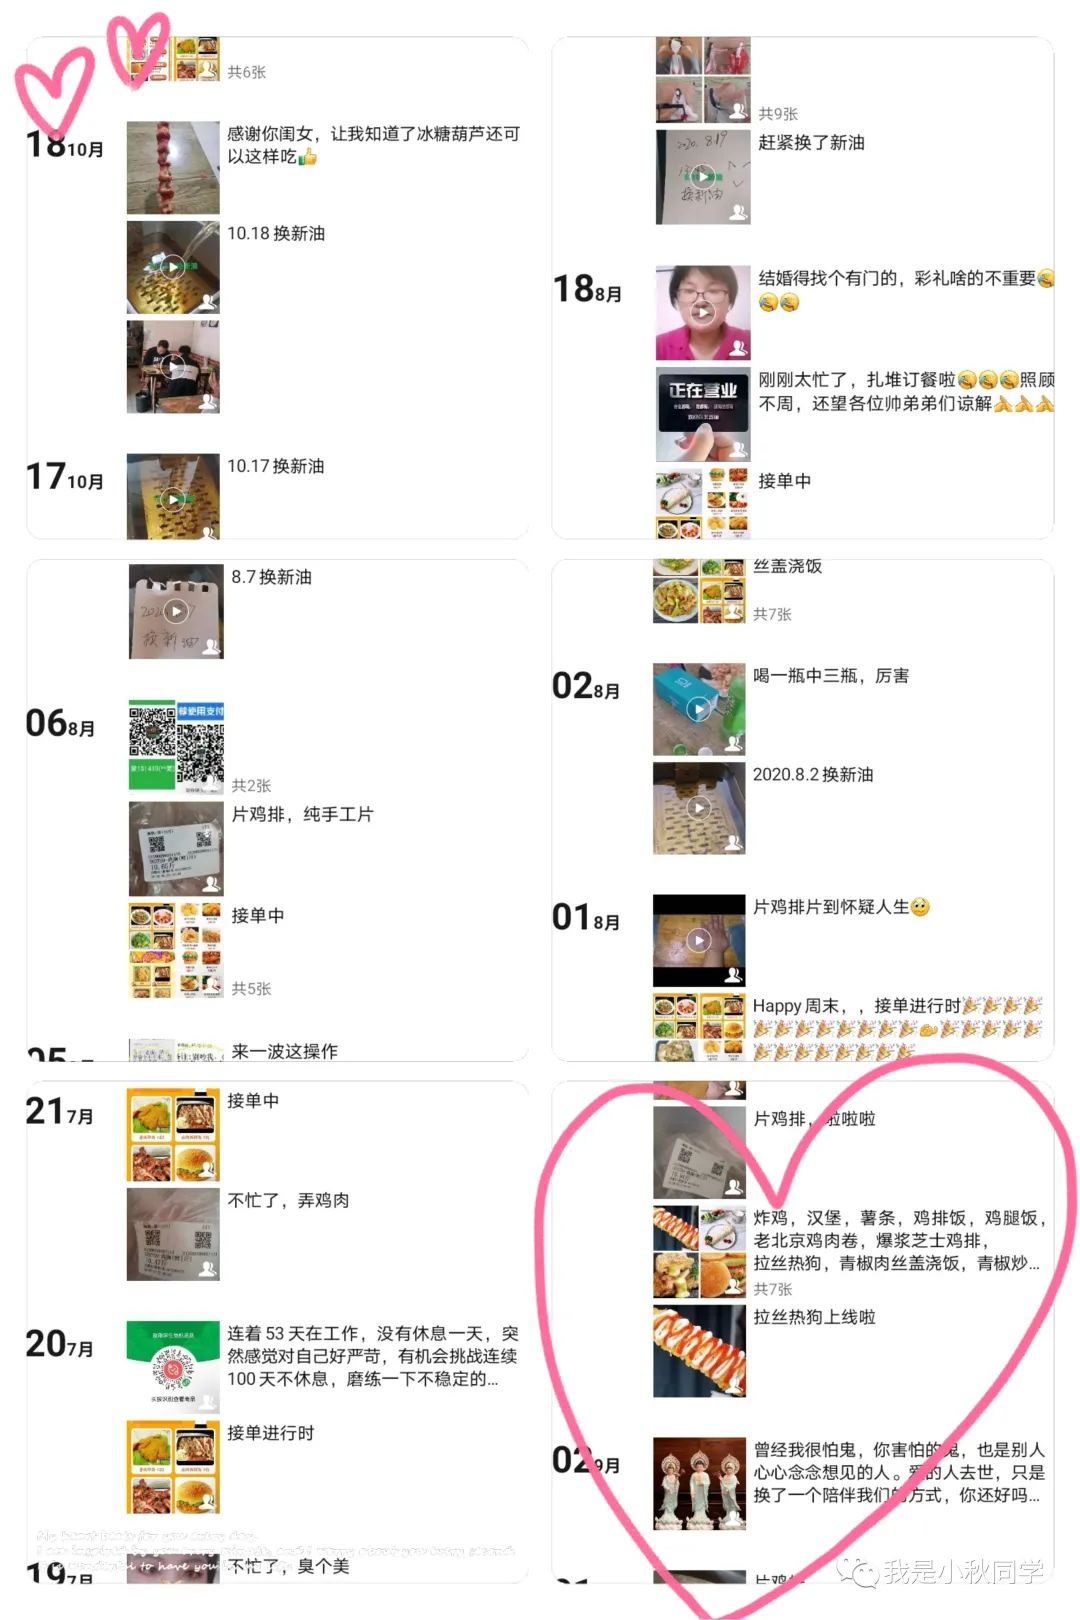 共6张
18 10月
感谢你闺女，让我知道了冰糖葫芦还可
以这样吃👍
10.18 换新油
17 10月
10.17 换新油
共9张
赶紧换了新油
2020.8.19
换新油
18 8月
结婚得找个有门的，彩礼啥的不重要😂
😂😂
正在营业
刚刚太忙了，扎堆订餐啦😂😂😂照顾
不周，还望各位帅弟弟们谅解🙏🙏🙏
接单中
8.7 换新油
换新油
06 8月
共2张
片鸡排，纯手工片
接单中
共5张
来一波这操作
丝盖浇饭
共7张
02 8月
喝一瓶中三瓶，厉害
2020.8.2 换新油
01 8月
片鸡排片到怀疑人生🥺
Happy 周末，，接单进行时🎉🎉🎉🎉
🎉🎉🎉🎉🎉🎉🎉🎉💪🎉🎉🎉🎉🎉
🎉🎉🎉🎉🎉🎉🎉🎉
21 7月
接单中
不忙了，弄鸡肉
20 7月
连着 53 天在工作，没有休息一天，突
然感觉对自己好严苛，有机会挑战连续
100 天不休息，磨练一下不稳定的...
接单进行时
19 7月
不忙了，臭个美
片鸡排，啦啦啦
炸鸡，汉堡，薯条，鸡排饭，鸡腿饭，
老北京鸡肉卷，爆浆芝士鸡排，
拉丝热狗，青椒肉丝盖浇饭，青椒炒...
共7张
拉丝热狗上线啦
02 9月
曾经我很怕鬼，你害怕的鬼，也是别人
心心念念想见的人。爱的人去世，只是
换了一个陪伴我们的方式，你还好吗...
片鸡排
我是小秋同学